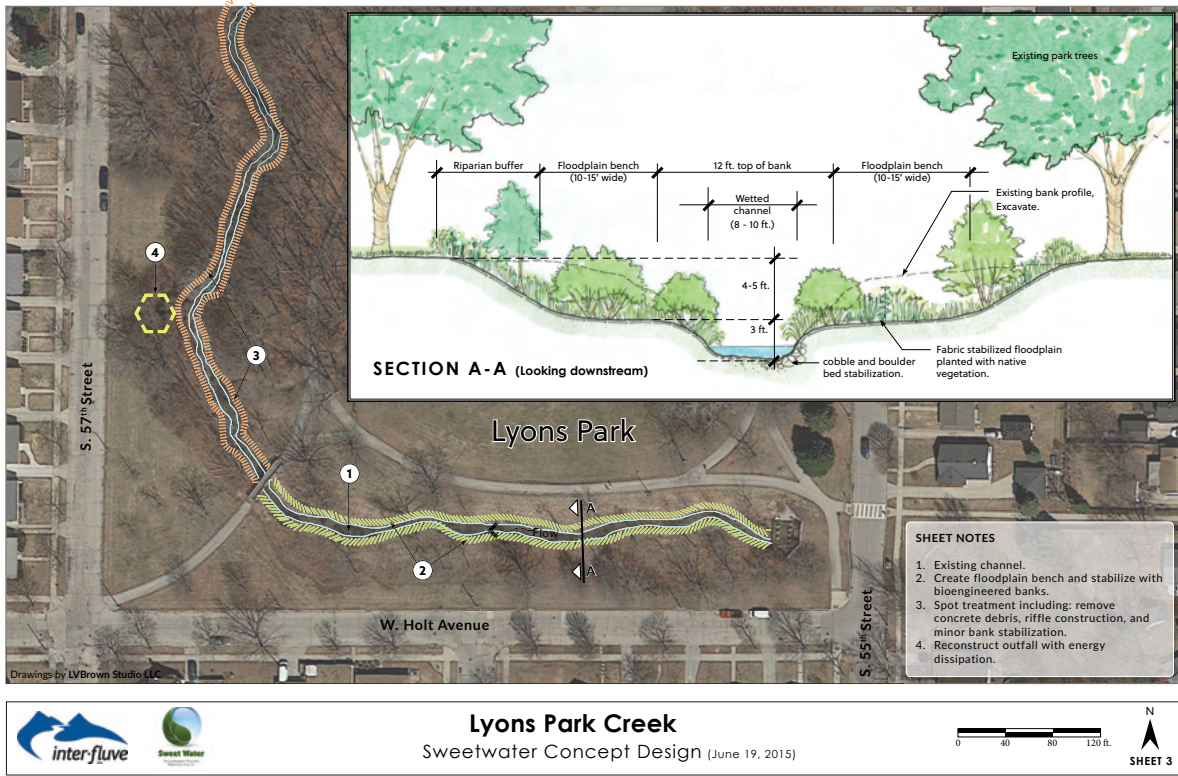 Existing park trees
Riparian buffer
Floodplain bench
(10-15' wide)
12 ft. top of bank
Floodplain bench
(10-15' wide)
Wetted
channel
(8 - 10 ft.)
Existing bank profile,
Excavate.
4-5 ft.
3 ft.
SECTION A-A (Looking downstream)
cobble and boulder
bed stabilization.
Fabric stabilized floodplain
planted with native
vegetation.
4
3
S. 57th Street
Lyons Park
1
2
Flow
A
A
W. Holt Avenue
S. 55th Street
SHEET NOTES
1. Existing channel.
2. Create floodplain bench and stabilize with
bioengineered banks.
3. Spot treatment including: remove
concrete debris, riffle construction, and
minor bank stabilization.
4. Reconstruct outfall with energy
dissipation.
Drawings by LVBrown Studio LLC
inter-fluve
Sweet Water
Lyons Park Creek
Sweetwater Concept Design (June 19, 2015)
0 40 80 120 ft.
N
SHEET 3